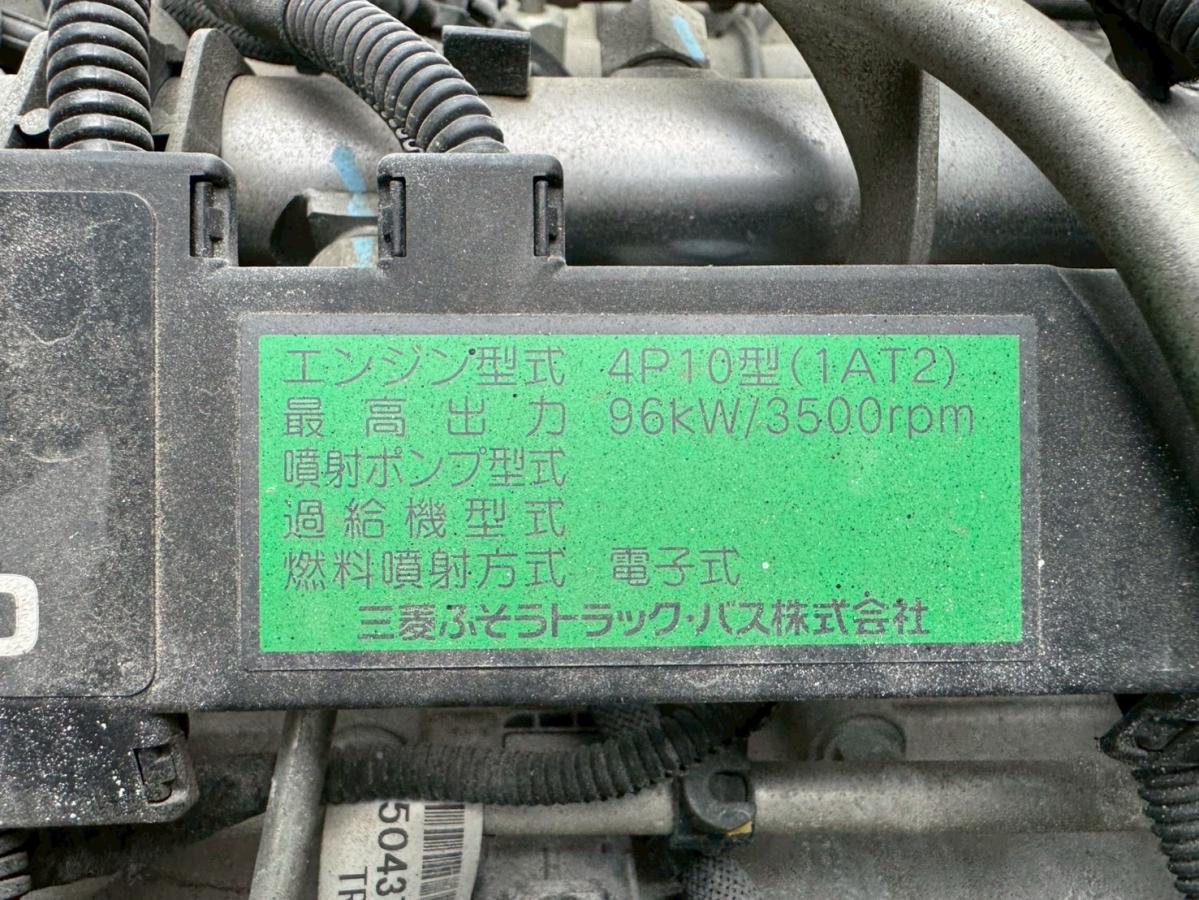 エンジン型式 4P10型(1AT2)
最高出力 96kW/3500rpm
噴射ポンプ型式
過給機型式
燃料噴射方式 電子式
三菱ふそうトラック・バス株式会社